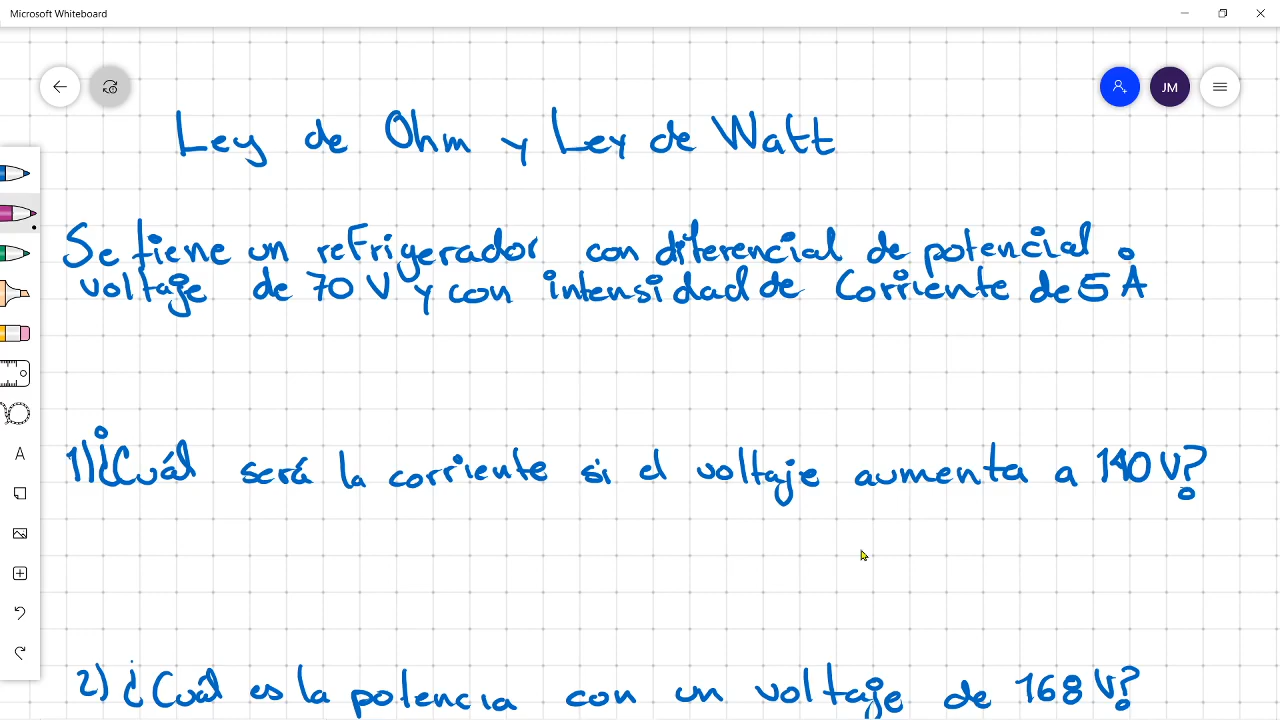 Microsoft Whiteboard
JM
Ley de Ohm y Ley de Watt
Se tiene un refrigerador con diferencial de potencial o
voltaje de 70 V y con intensidad de Corriente de 5 A
1) ¿Cuál será la corriente si el voltaje aumenta a 140 V?
A
2) ¿Cuál es la potencia con un voltaje de 168 V?